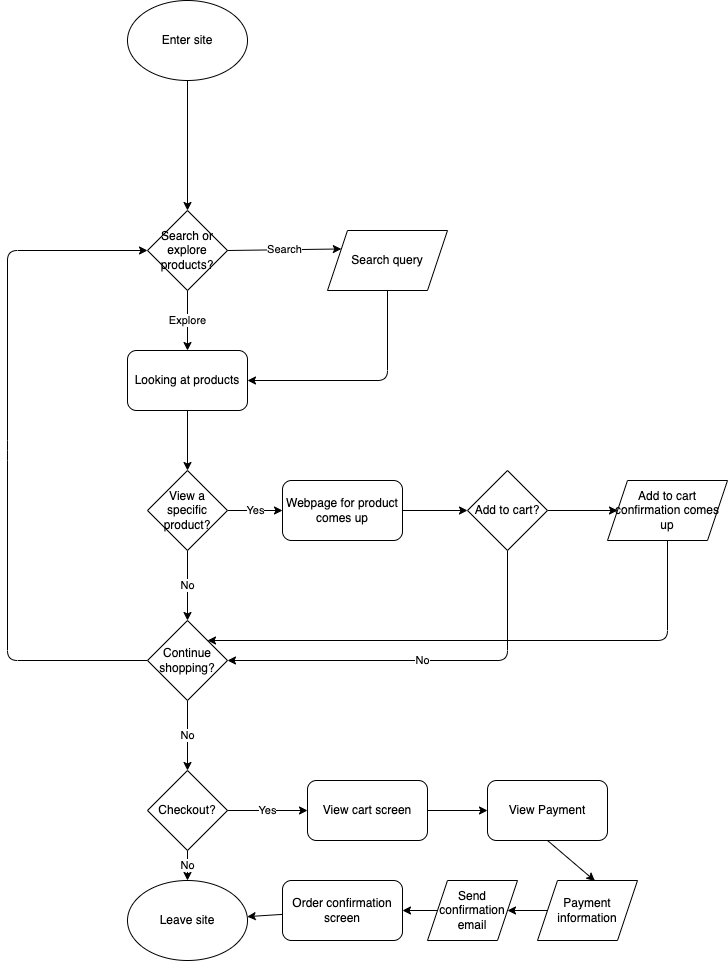 Enter site
Search or
explore
products?
Search
Search query
Explore
Looking at products
View a
specific
product?
Yes
Webpage for product
comes up
Add to cart?
Add to cart
confirmation comes
up
No
Continue
shopping?
No
No
Checkout?
Yes
View cart screen
View Payment
No
Leave site
Order confirmation
screen
Send
confirmation
email
Payment
information